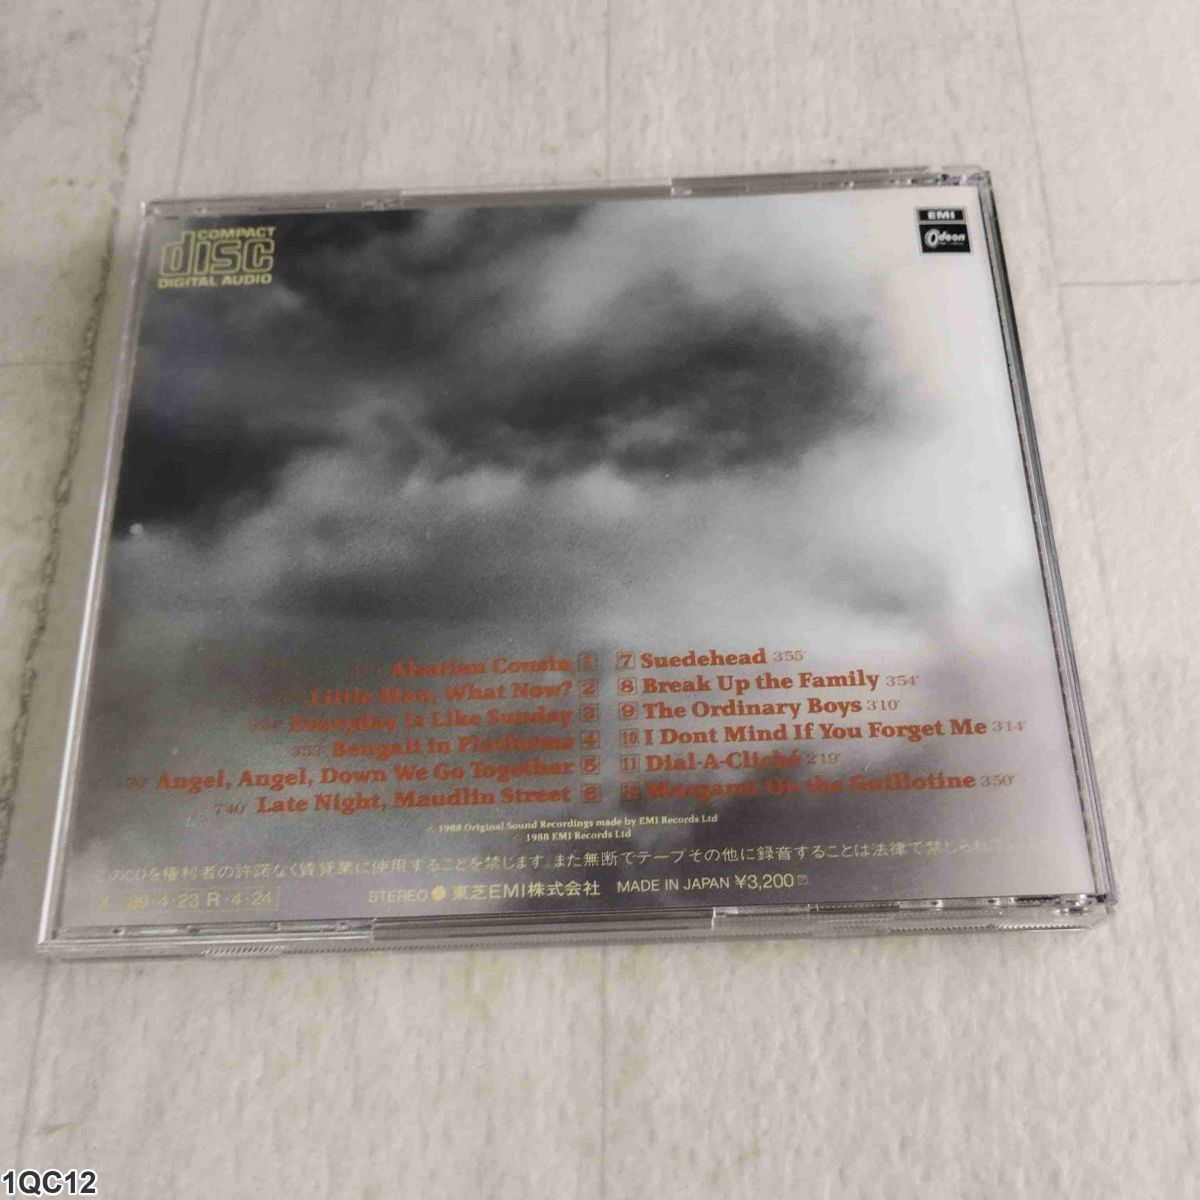 COMPACT
disc
DIGITAL AUDIO
EMI
Odeon
Alsatian Cousin 1
Little Man, What Now? 2
Everyday Is Like Sunday 3
Bengali in Platforms 4
Angel, Angel, Down We Go Together 5
7'40" Late Night, Maudlin Street 6
7 Suedehead 3'55"
8 Break Up the Family 3'54"
9 The Ordinary Boys 3'10"
10 I Dont Mind If You Forget Me 3'14"
11 Dial-A-Cliché 2'19"
12 Margaret On the Guillotine 3'50"
℗ 1988 Original Sound Recordings made by EMI Records Ltd
© 1988 EMI Records Ltd
このCDを権利者の許諾なく賃貸業に使用することを禁じます。また無断でテープその他に録音することは法律で禁じられて
X 89·4·23 R·4·24
STEREO ● 東芝EMI株式会社 MADE IN JAPAN ¥3,200
1QC12